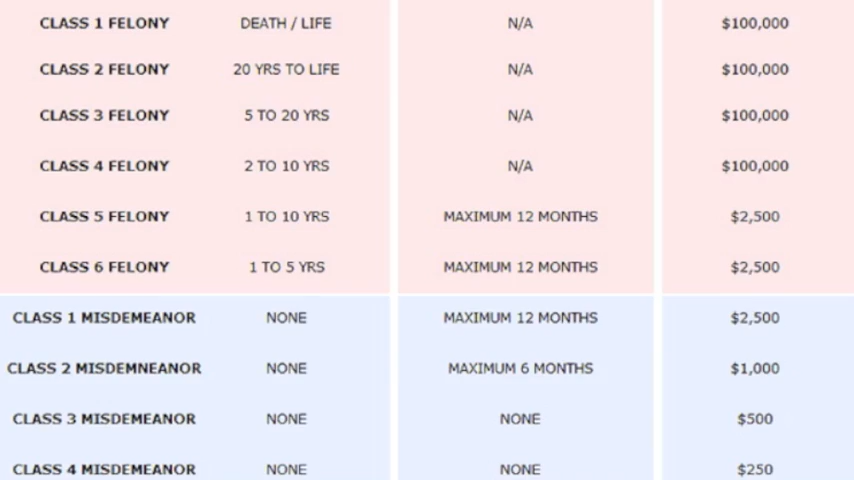 CLASS 1 FELONY DEATH / LIFE N/A $100,000
CLASS 2 FELONY 20 YRS TO LIFE N/A $100,000
CLASS 3 FELONY 5 TO 20 YRS N/A $100,000
CLASS 4 FELONY 2 TO 10 YRS N/A $100,000
CLASS 5 FELONY 1 TO 10 YRS MAXIMUM 12 MONTHS $2,500
CLASS 6 FELONY 1 TO 5 YRS MAXIMUM 12 MONTHS $2,500
CLASS 1 MISDEMEANOR NONE MAXIMUM 12 MONTHS $2,500
CLASS 2 MISDEMNEANOR NONE MAXIMUM 6 MONTHS $1,000
CLASS 3 MISDEMEANOR NONE NONE $500
CLASS 4 MISDEMEANOR NONE NONE $250